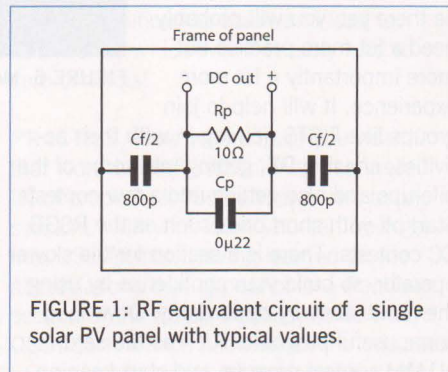 Frame of panel
DC out +
Rp
10Ω
Cf/2
Cf/2
800p
800p
Cp
0µ22
FIGURE 1: RF equivalent circuit of a single
solar PV panel with typical values.